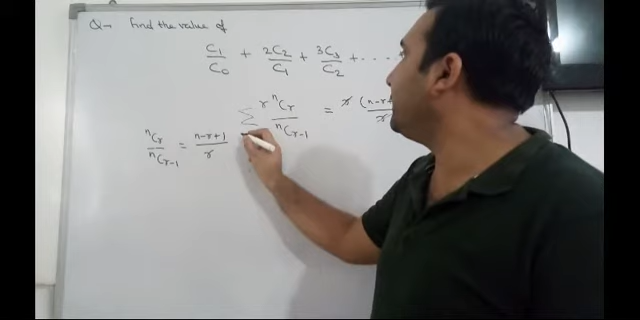 Q→ Find the value of
C₁/C₀ + 2C₂/C₁ + 3C₃/C₂ + ....
∑ r ⁿCᵣ/ⁿCᵣ₋₁ = r (n-r+
ⁿCᵣ/ⁿCᵣ₋₁ = n-r+1/r